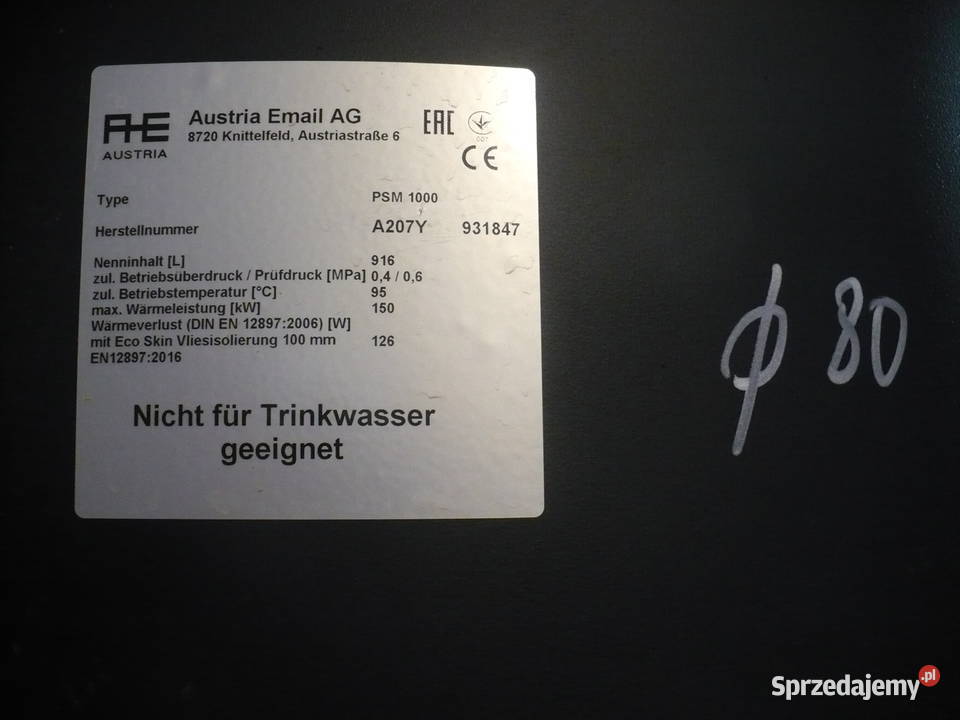 AHE
AUSTRIA
Austria Email AG
8720 Knittelfeld, Austriastraße 6
EAC
CE
Type PSM 1000
Herstellnummer A207Y 931847
Nenninhalt [L] 916
zul. Betriebsüberdruck / Prüfdruck [MPa] 0,4 / 0,6
zul. Betriebstemperatur [°C] 95
max. Wärmeleistung [kW] 150
Wärmeverlust (DIN EN 12897:2006) [W]
mit Eco Skin Vliesisolierung 100 mm 126
EN12897:2016
Nicht für Trinkwasser
geeignet
ϕ 80
Sprzedajemy.pl